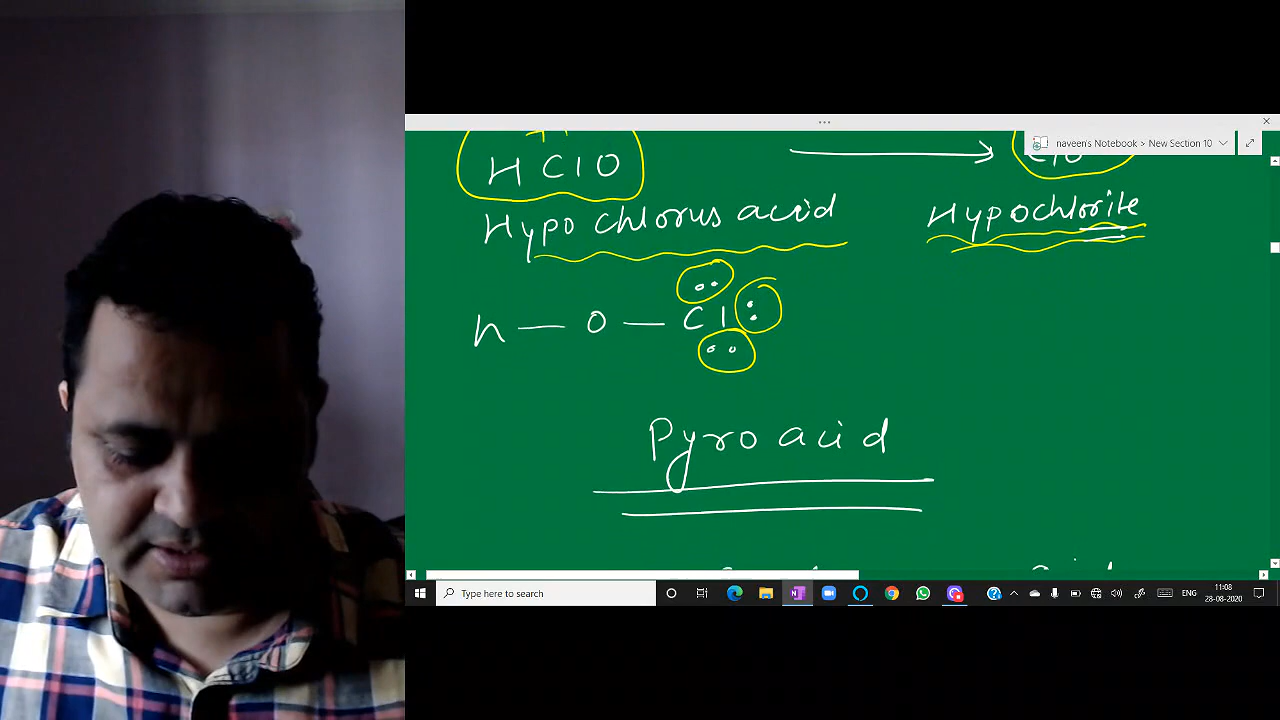 naveen's Notebook > New Section 10
HClO
Hypo chlorus acid
Hypochlorite
H — O — Cl
Pyro acid
Type here to search
ENG
11:08
28-08-2020